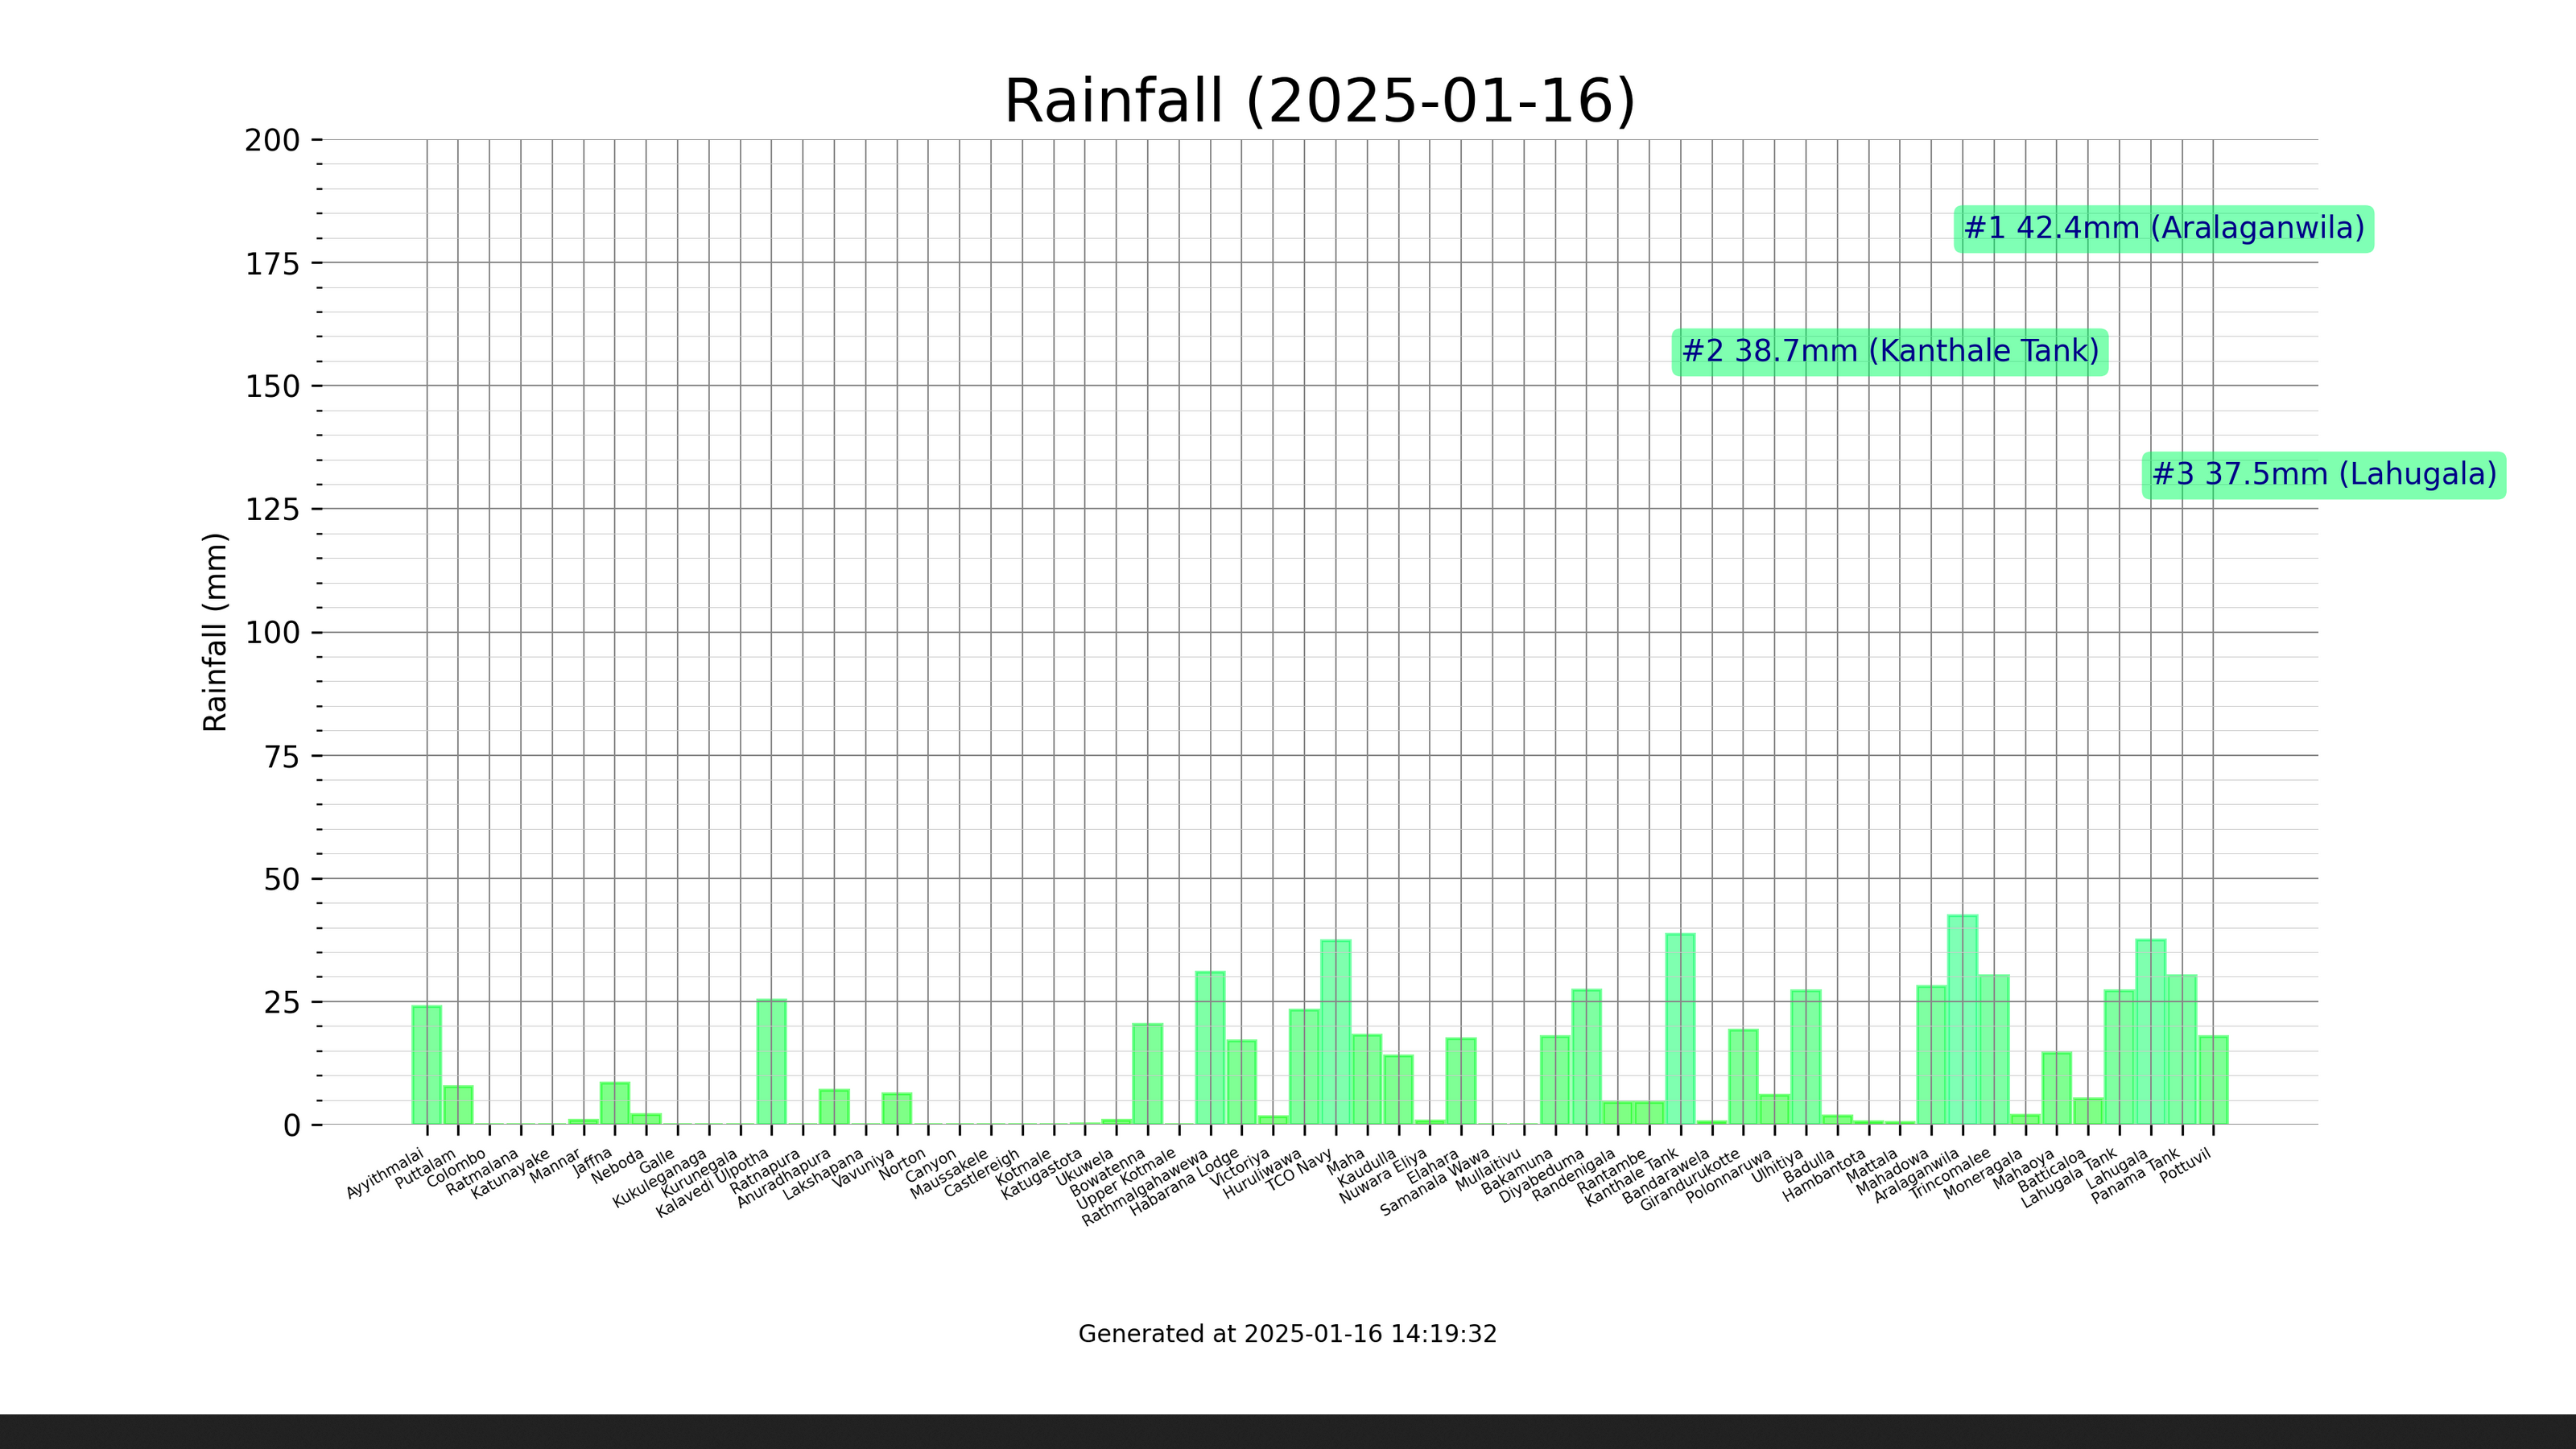 Rainfall (2025-01-16)
200
175
150
125
100
75
50
25
0
Rainfall (mm)
#1 42.4mm (Aralaganwila)
#2 38.7mm (Kanthale Tank)
#3 37.5mm (Lahugala)
Ayyithmalai
Puttalam
Colombo
Ratmalana
Katunayake
Mannar
Jaffna
Neboda
Galle
Kukuleganaga
Kurunegala
Kalavedi Ulpotha
Ratnapura
Anuradhapura
Lakshapana
Vavuniya
Norton
Canyon
Maussakele
Castlereigh
Kotmale
Katugastota
Ukuwela
Bowatenna
Upper Kotmale
Rathmalgahawewa
Habarana Lodge
Victoriya
Huruliwawa
TCO Navy
Maha
Kaudulla
Nuwara Eliya
Elahara
Samanala Wawa
Mullaitivu
Bakamuna
Diyabeduma
Randenigala
Rantambe
Kanthale Tank
Bandarawela
Girandurukotte
Polonnaruwa
Ulhitiya
Badulla
Hambantota
Mattala
Mahadowa
Aralaganwila
Trincomalee
Moneragala
Mahaoya
Batticaloa
Lahugala Tank
Lahugala
Panama Tank
Pottuvil
Generated at 2025-01-16 14:19:32